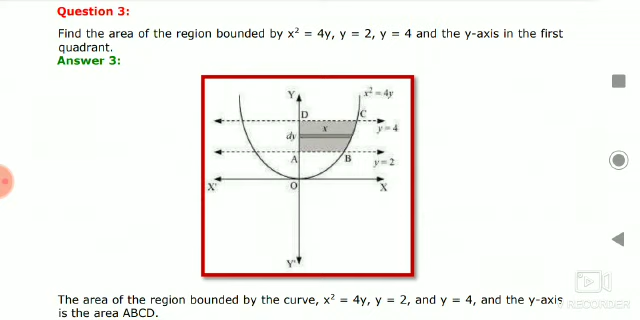 Question 3:
Find the area of the region bounded by x² = 4y, y = 2, y = 4 and the y-axis in the first
quadrant.
Answer 3:
Y x² = 4y
D C
x y = 4
dy
A B y = 2
X' O X
Y'
The area of the region bounded by the curve, x² = 4y, y = 2, and y = 4, and the y-axis
is the area ABCD.
RECORDER